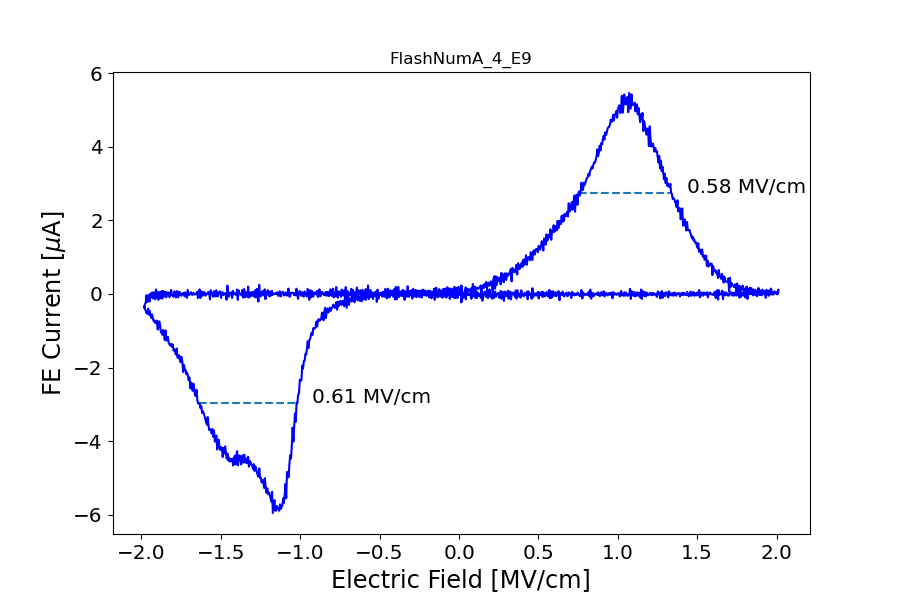 FlashNumA_4_E9
6
4
2
0
−2
−4
−6
FE Current [μA]
0.58 MV/cm
0.61 MV/cm
−2.0 −1.5 −1.0 −0.5 0.0 0.5 1.0 1.5 2.0
Electric Field [MV/cm]